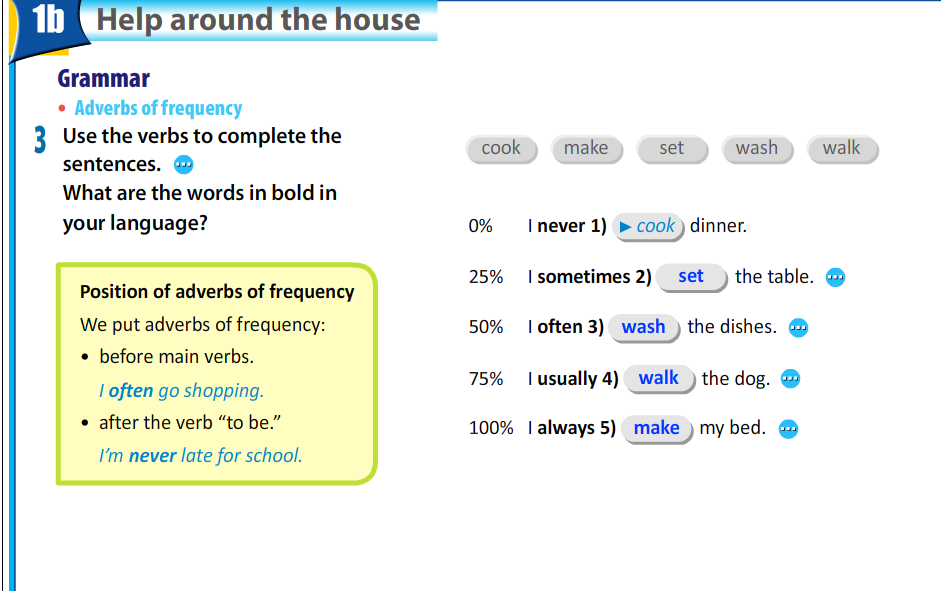 1b Help around the house
Grammar
• Adverbs of frequency
3 Use the verbs to complete the
sentences.
What are the words in bold in
your language?
Position of adverbs of frequency
We put adverbs of frequency:
• before main verbs.
I often go shopping.
• after the verb “to be.”
I’m never late for school.
cook make set wash walk
0% I never 1) ▶ cook dinner.
25% I sometimes 2) set the table.
50% I often 3) wash the dishes.
75% I usually 4) walk the dog.
100% I always 5) make my bed.